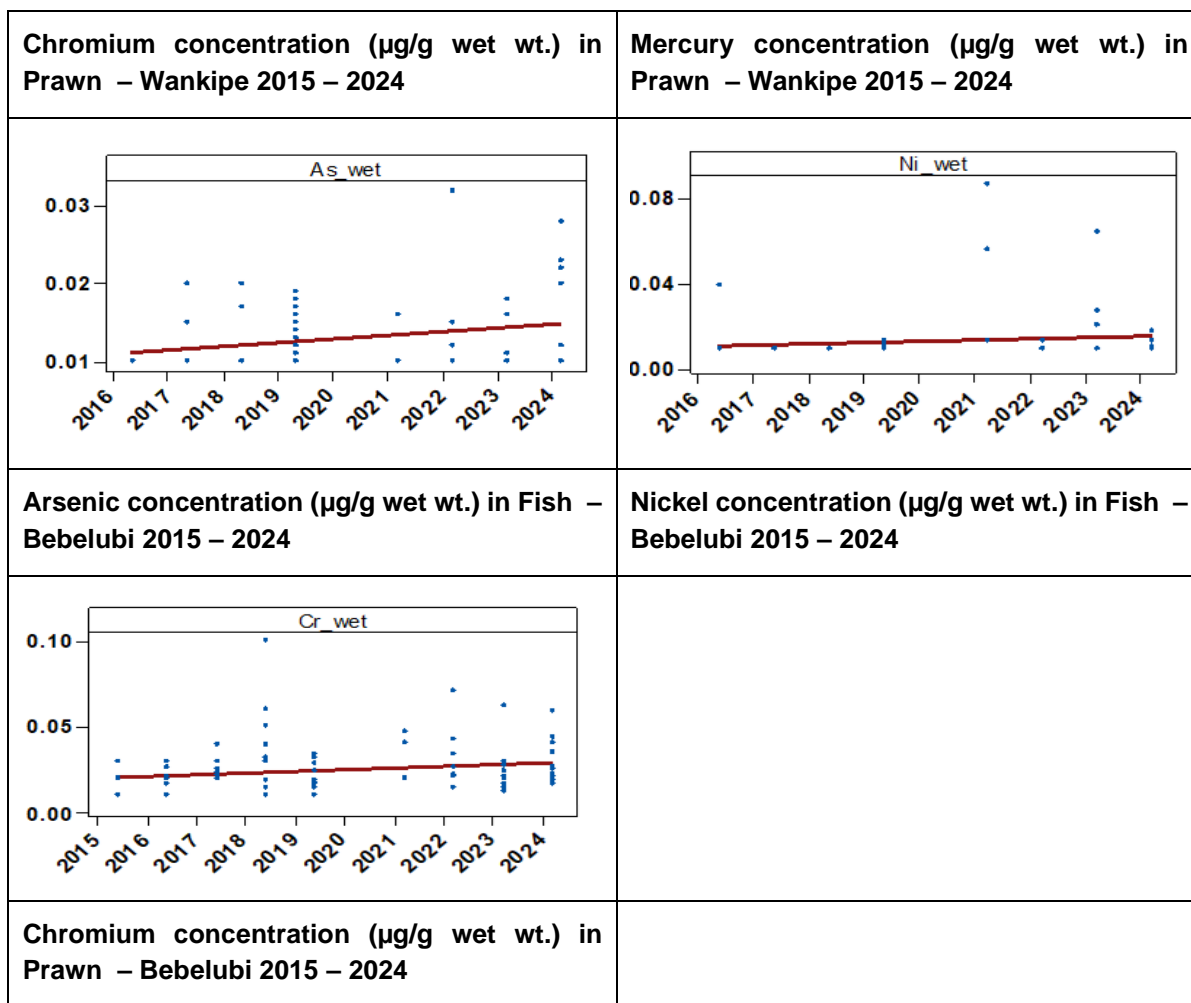 Chromium concentration (µg/g wet wt.) in
Prawn – Wankipe 2015 – 2024
Mercury concentration (µg/g wet wt.) in
Prawn – Wankipe 2015 – 2024
As_wet
0.03
0.02
0.01
2016 2017 2018 2019 2020 2021 2022 2023 2024
Ni_wet
0.08
0.04
0.00
2016 2017 2018 2019 2020 2021 2022 2023 2024
Arsenic concentration (µg/g wet wt.) in Fish –
Bebelubi 2015 – 2024
Nickel concentration (µg/g wet wt.) in Fish –
Bebelubi 2015 – 2024
Cr_wet
0.10
0.05
0.00
2015 2016 2017 2018 2019 2020 2021 2022 2023 2024
Chromium concentration (µg/g wet wt.) in
Prawn – Bebelubi 2015 – 2024